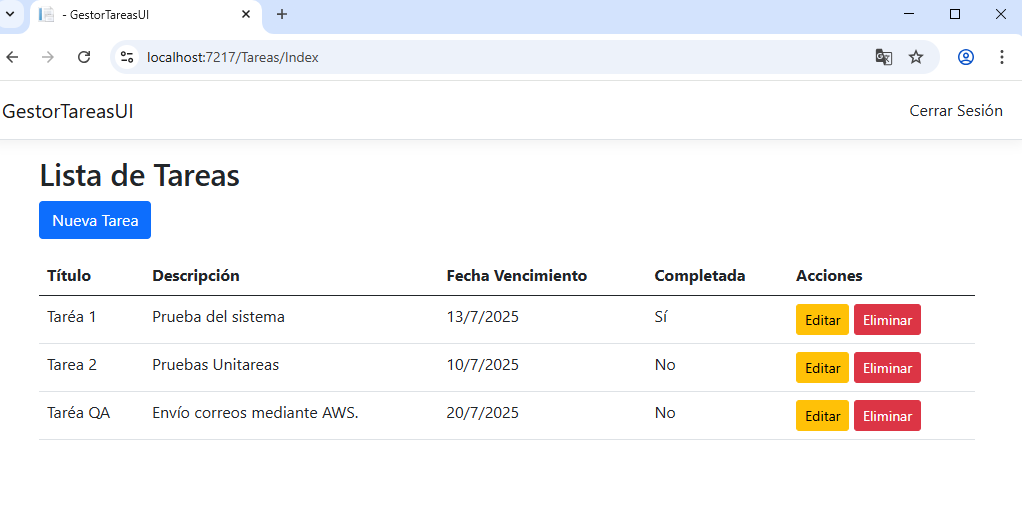 - GestorTareasUI
localhost:7217/Tareas/Index
GestorTareasUI Cerrar Sesión
Lista de Tareas
Nueva Tarea
Título Descripción Fecha Vencimiento Completada Acciones
Taréa 1 Prueba del sistema 13/7/2025 Sí Editar Eliminar
Tarea 2 Pruebas Unitareas 10/7/2025 No Editar Eliminar
Taréa QA Envío correos mediante AWS. 20/7/2025 No Editar Eliminar